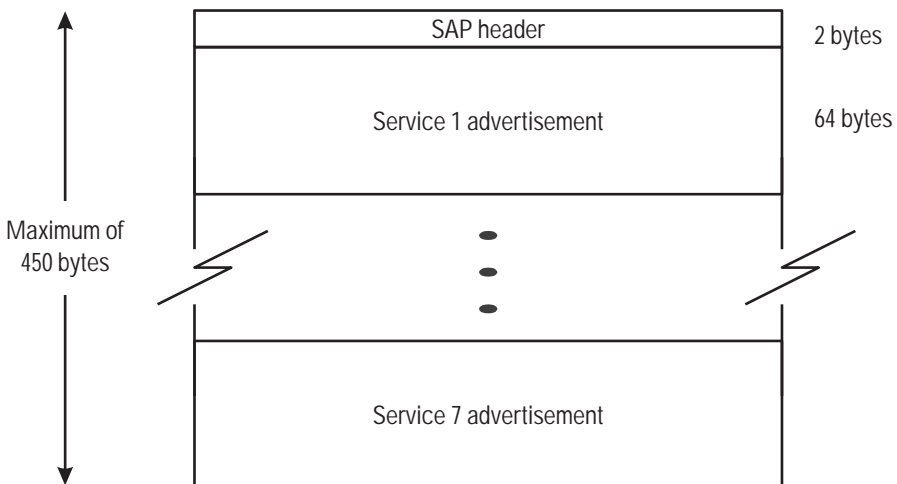 SAP header
2 bytes
Service 1 advertisement
64 bytes
Maximum of
450 bytes
Service 7 advertisement